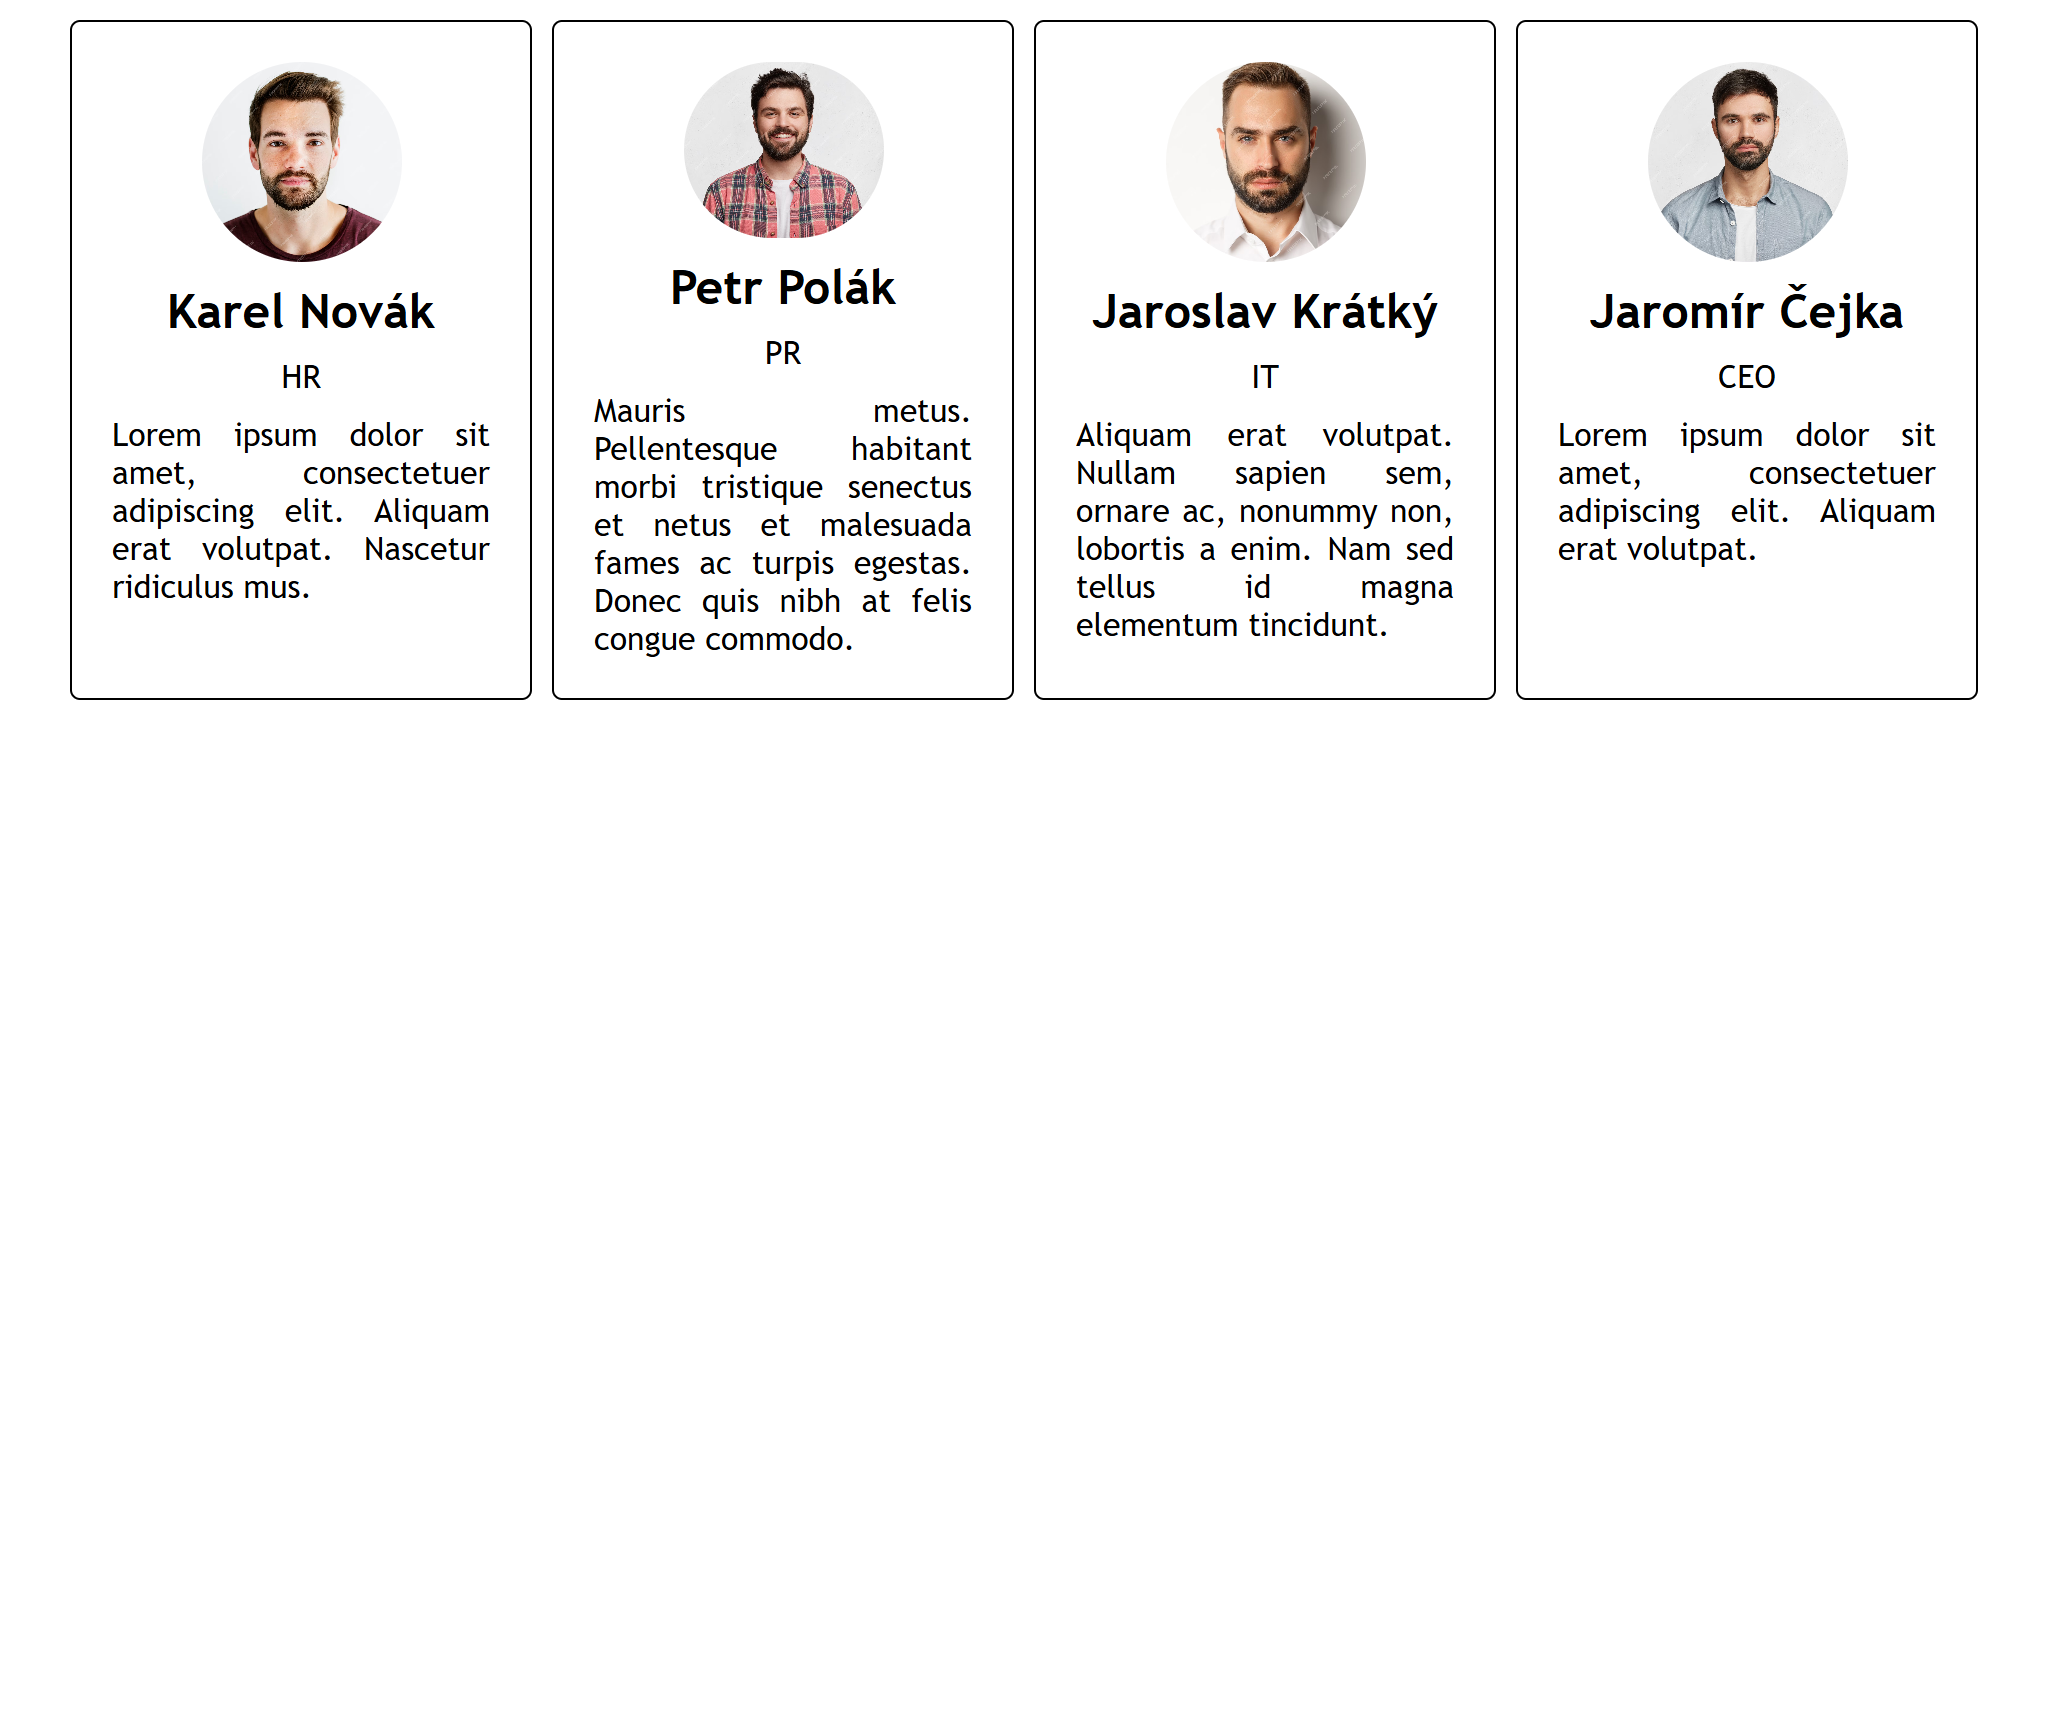 Karel Novák
HR
Lorem ipsum dolor sit
amet, consectetuer
adipiscing elit. Aliquam
erat volutpat. Nascetur
ridiculus mus.
Petr Polák
PR
Mauris metus.
Pellentesque habitant
morbi tristique senectus
et netus et malesuada
fames ac turpis egestas.
Donec quis nibh at felis
congue commodo.
Jaroslav Krátký
IT
Aliquam erat volutpat.
Nullam sapien sem,
ornare ac, nonummy non,
lobortis a enim. Nam sed
tellus id magna
elementum tincidunt.
Jaromír Čejka
CEO
Lorem ipsum dolor sit
amet, consectetuer
adipiscing elit. Aliquam
erat volutpat.